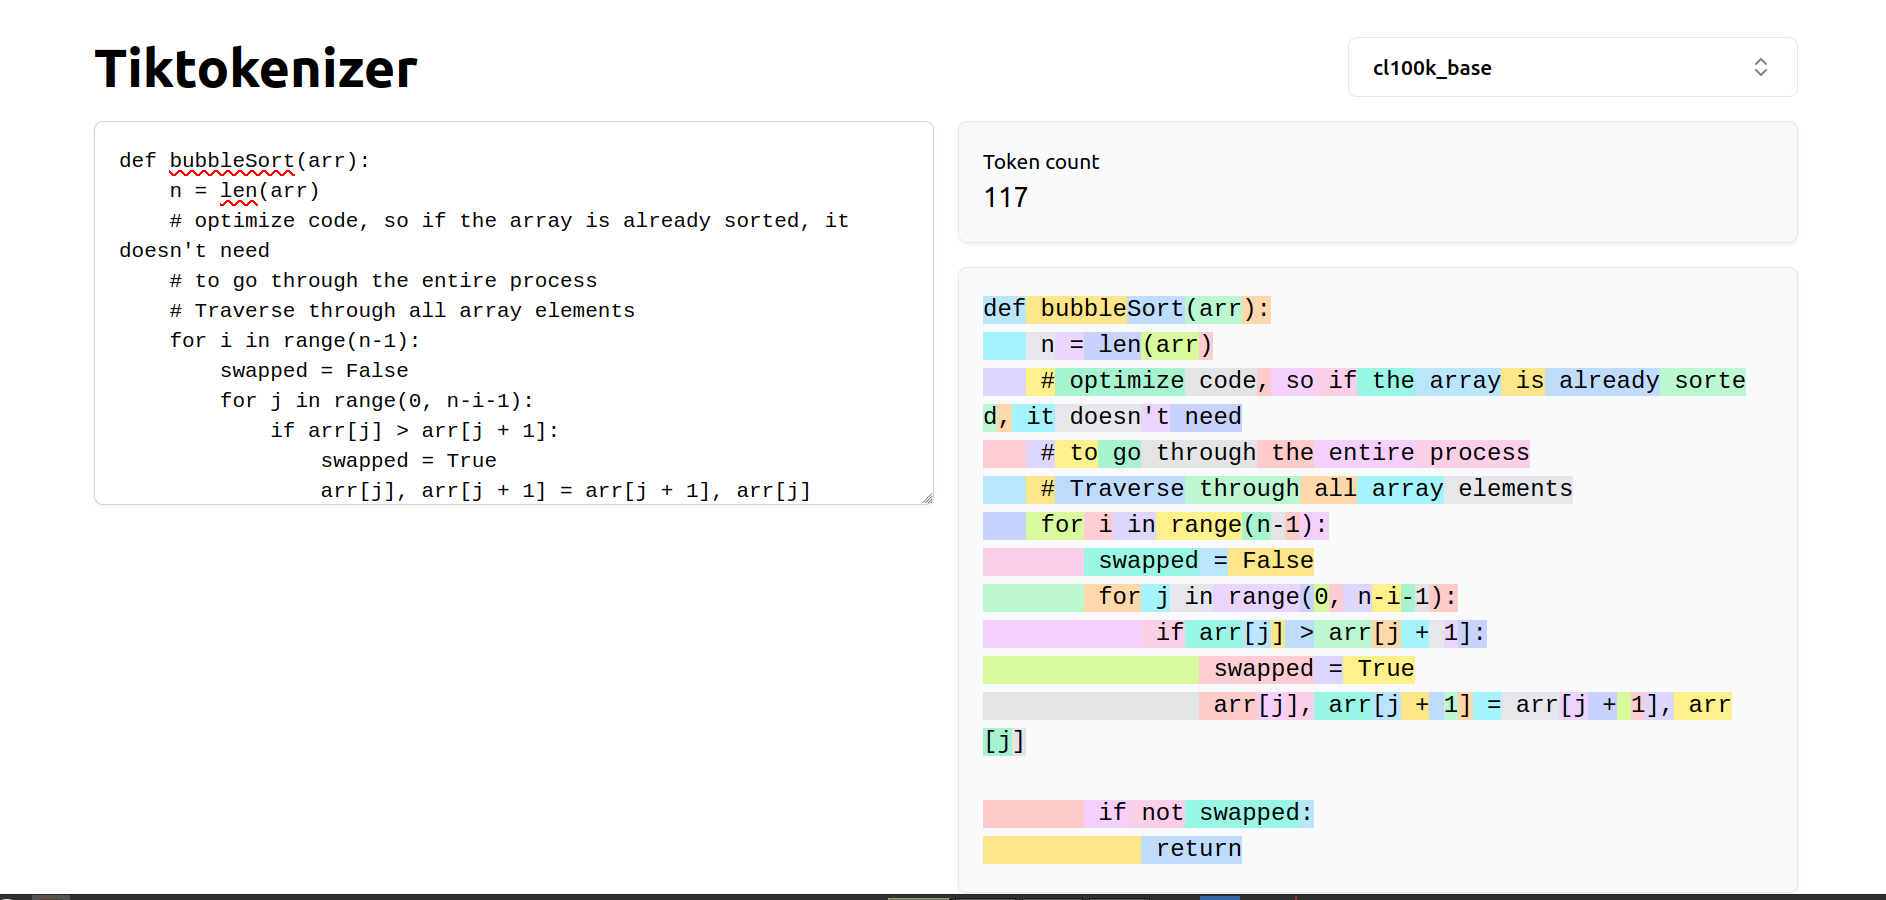 Tiktokenizer
cl100k_base
def bubbleSort(arr):
    n = len(arr)
    # optimize code, so if the array is already sorted, it
doesn't need
    # to go through the entire process
    # Traverse through all array elements
    for i in range(n-1):
        swapped = False
        for j in range(0, n-i-1):
            if arr[j] > arr[j + 1]:
                swapped = True
                arr[j], arr[j + 1] = arr[j + 1], arr[j]
Token count
117
def bubbleSort(arr):
    n = len(arr)
    # optimize code, so if the array is already sorte
d, it doesn't need
    # to go through the entire process
    # Traverse through all array elements
    for i in range(n-1):
        swapped = False
        for j in range(0, n-i-1):
            if arr[j] > arr[j + 1]:
                swapped = True
                arr[j], arr[j + 1] = arr[j + 1], arr
[j]
        if not swapped:
            return